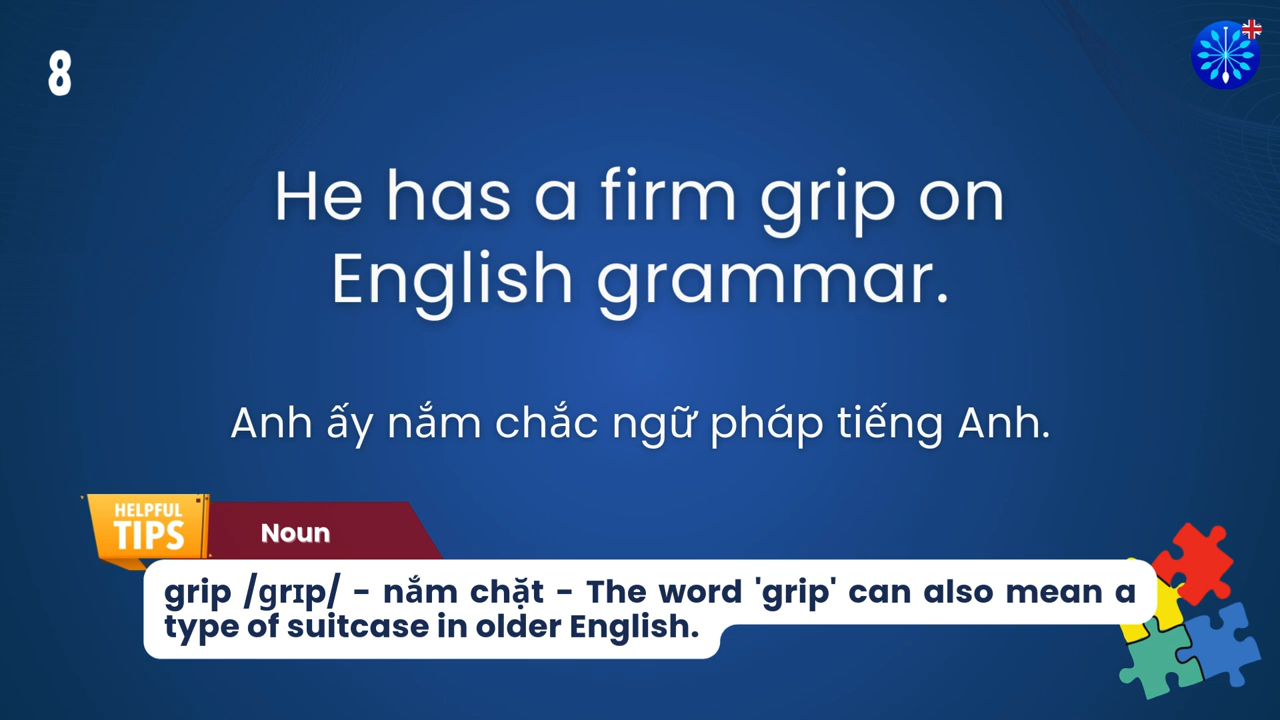 8
He has a firm grip on
English grammar.
Anh ấy nắm chắc ngữ pháp tiếng Anh.
HELPFUL
TIPS
Noun
grip /ɡrɪp/ - nắm chặt - The word 'grip' can also mean a
type of suitcase in older English.